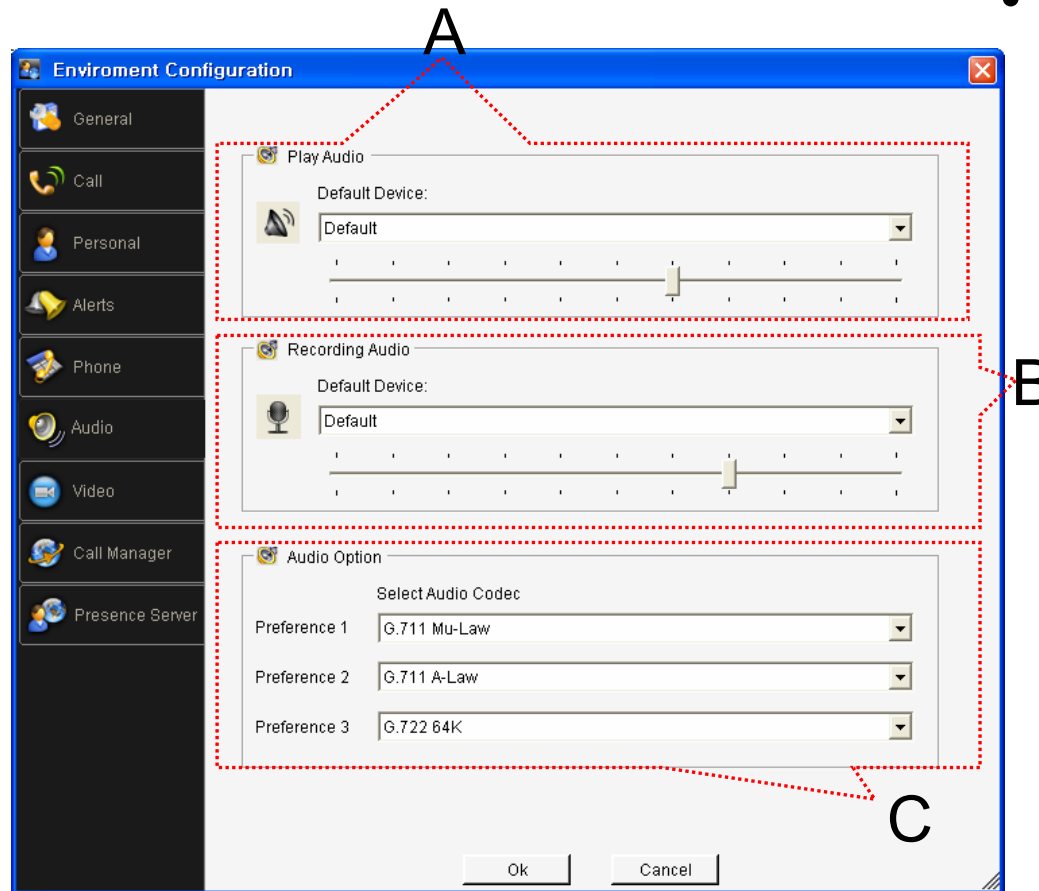 A
Enviroment Configuration
General
Call
Personal
Alerts
Phone
Audio
Video
Call Manager
Presence Server
Play Audio
Default Device:
Default
Recording Audio
Default Device:
Default
B
Audio Option
Select Audio Codec
Preference 1 G.711 Mu-Law
Preference 2 G.711 A-Law
Preference 3 G.722 64K
C
Ok Cancel